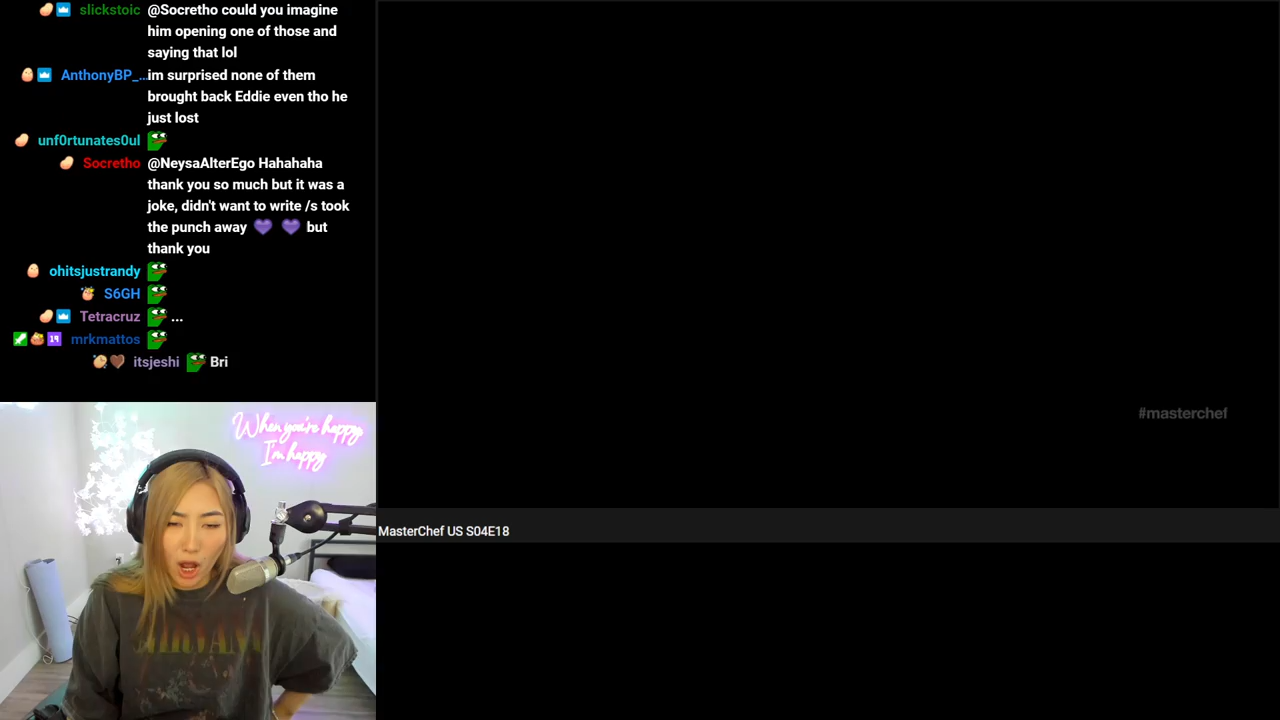 slickstoic @Socretho could you imagine
him opening one of those and
saying that lol
AnthonyBP_... im surprised none of them
brought back Eddie even tho he
just lost
unf0rtunates0ul
Socretho @NeysaAlterEgo Hahahaha
thank you so much but it was a
joke, didn't want to write /s took
the punch away but
thank you
ohitsjustrandy
S6GH
Tetracruz ...
mrkmattos
itsjeshi Bri
#masterchef
When you're happy
I'm happy
MasterChef US S04E18
NIRVANA